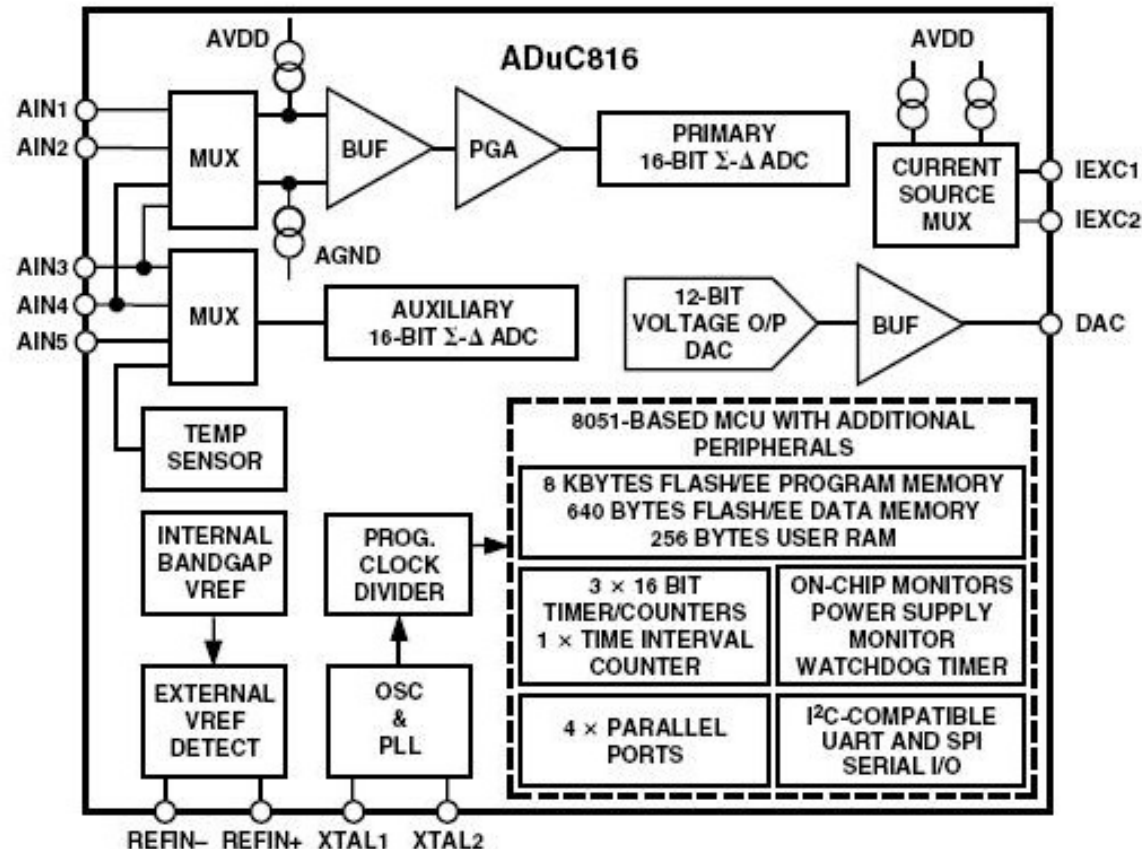 ADuC816
AVDD
AVDD
AIN1
AIN2
MUX
BUF
PGA
PRIMARY
16-BIT Σ-Δ ADC
CURRENT
SOURCE
MUX
IEXC1
IEXC2
AGND
AIN3
AIN4
AIN5
MUX
AUXILIARY
16-BIT Σ-Δ ADC
12-BIT
VOLTAGE O/P
DAC
BUF
DAC
TEMP
SENSOR
INTERNAL
BANDGAP
VREF
EXTERNAL
VREF
DETECT
PROG.
CLOCK
DIVIDER
OSC
&
PLL
8051-BASED MCU WITH ADDITIONAL
PERIPHERALS
8 KBYTES FLASH/EE PROGRAM MEMORY
640 BYTES FLASH/EE DATA MEMORY
256 BYTES USER RAM
3 × 16 BIT
TIMER/COUNTERS
1 × TIME INTERVAL
COUNTER
ON-CHIP MONITORS
POWER SUPPLY
MONITOR
WATCHDOG TIMER
4 × PARALLEL
PORTS
I²C-COMPATIBLE
UART AND SPI
SERIAL I/O
REFIN– REFIN+ XTAL1 XTAL2